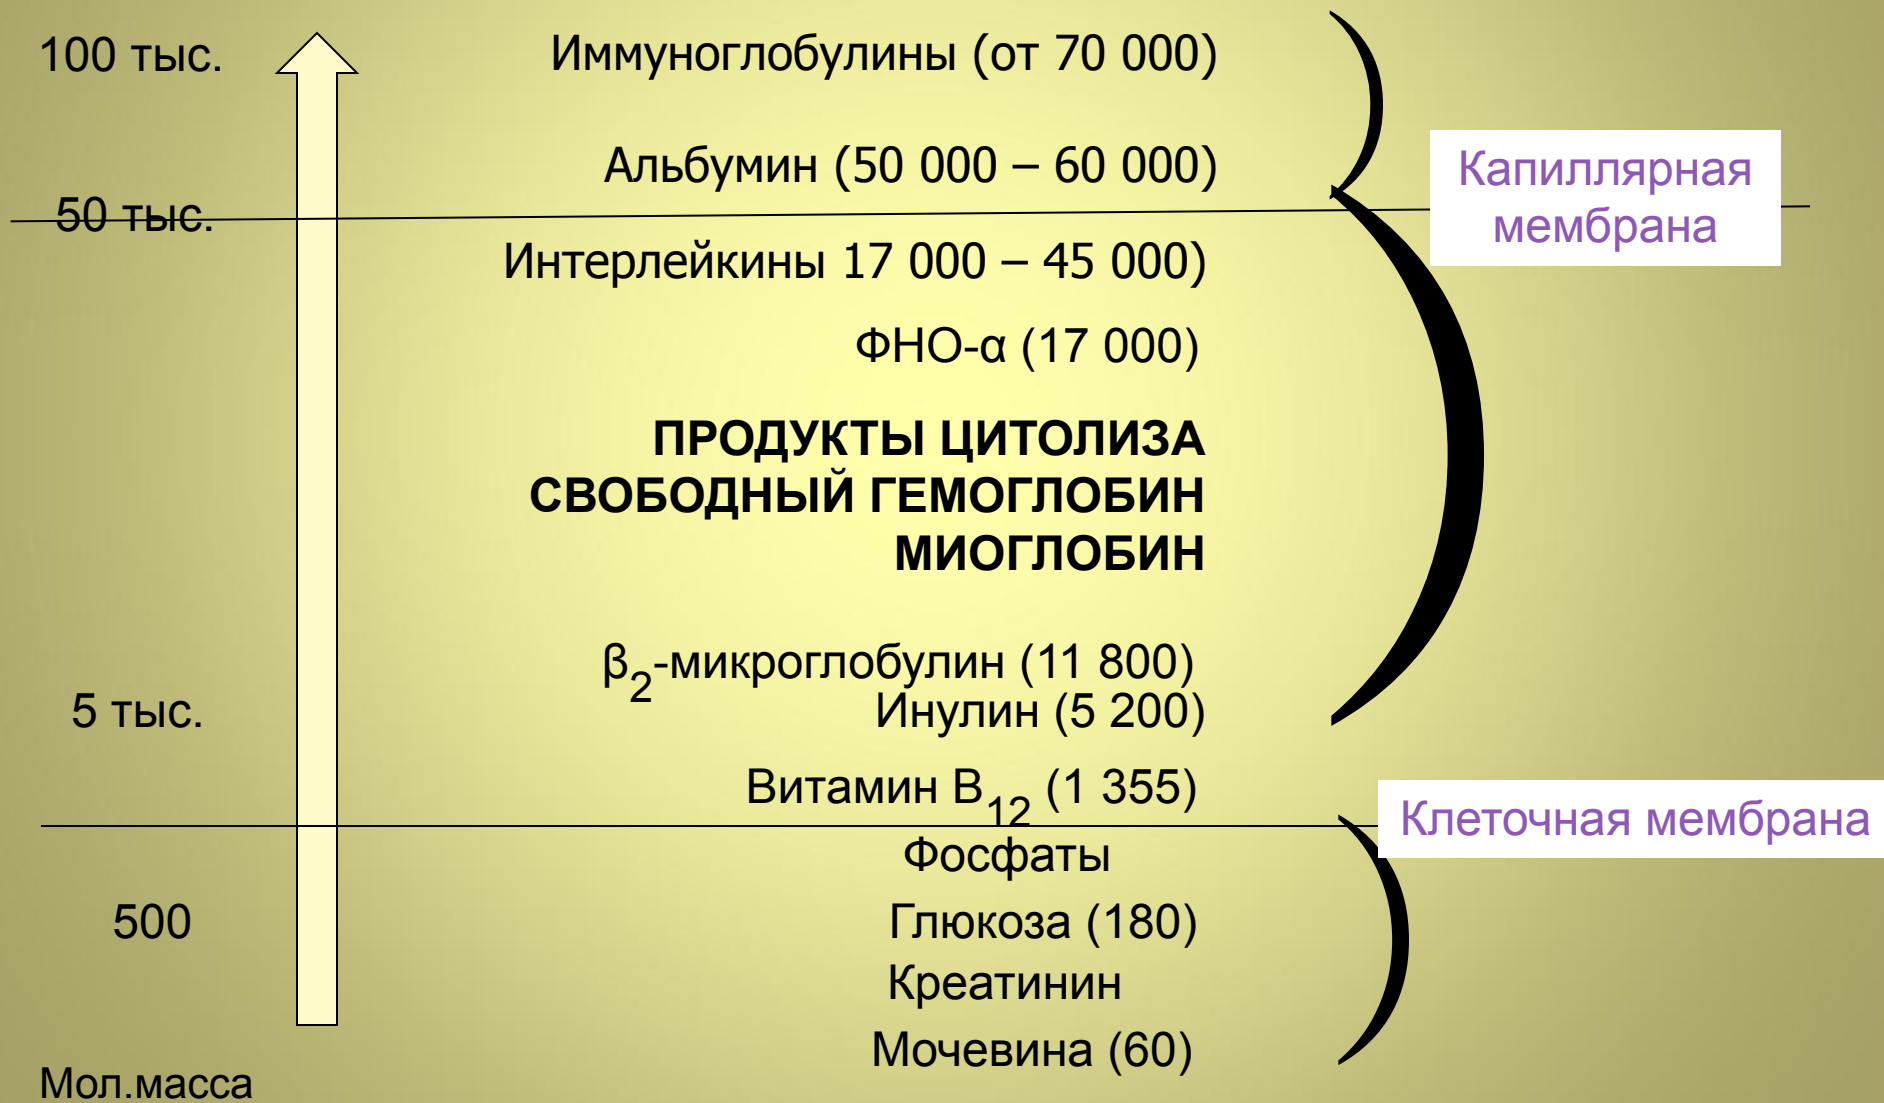 100 тыс.
Иммуноглобулины (от 70 000)
Альбумин (50 000 – 60 000)
Капиллярная
мембрана
50 тыс.
Интерлейкины 17 000 – 45 000)
ФНО-α (17 000)
ПРОДУКТЫ ЦИТОЛИЗА
СВОБОДНЫЙ ГЕМОГЛОБИН
МИОГЛОБИН
β2-микроглобулин (11 800)
5 тыс.
Инулин (5 200)
Витамин В12 (1 355)
Клеточная мембрана
Фосфаты
500
Глюкоза (180)
Креатинин
Мочевина (60)
Мол.масса